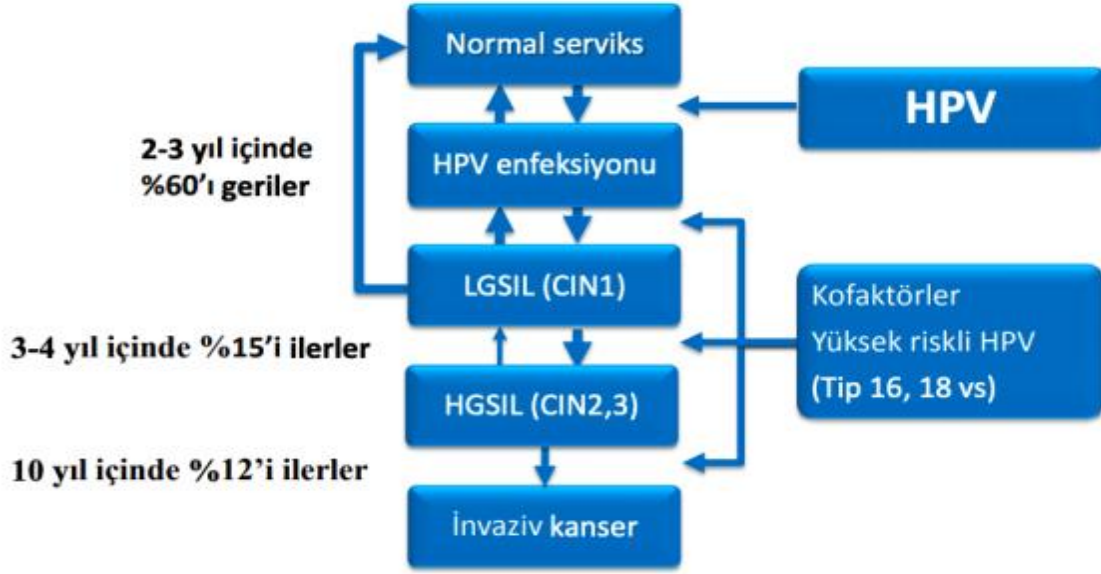 Normal serviks
HPV
2-3 yıl içinde
%60’ı geriler
HPV enfeksiyonu
LGSIL (CIN1)
Kofaktörler
Yüksek riskli HPV
(Tip 16, 18 vs)
3-4 yıl içinde %15’i ilerler
HGSIL (CIN2,3)
10 yıl içinde %12’i ilerler
İnvaziv kanser